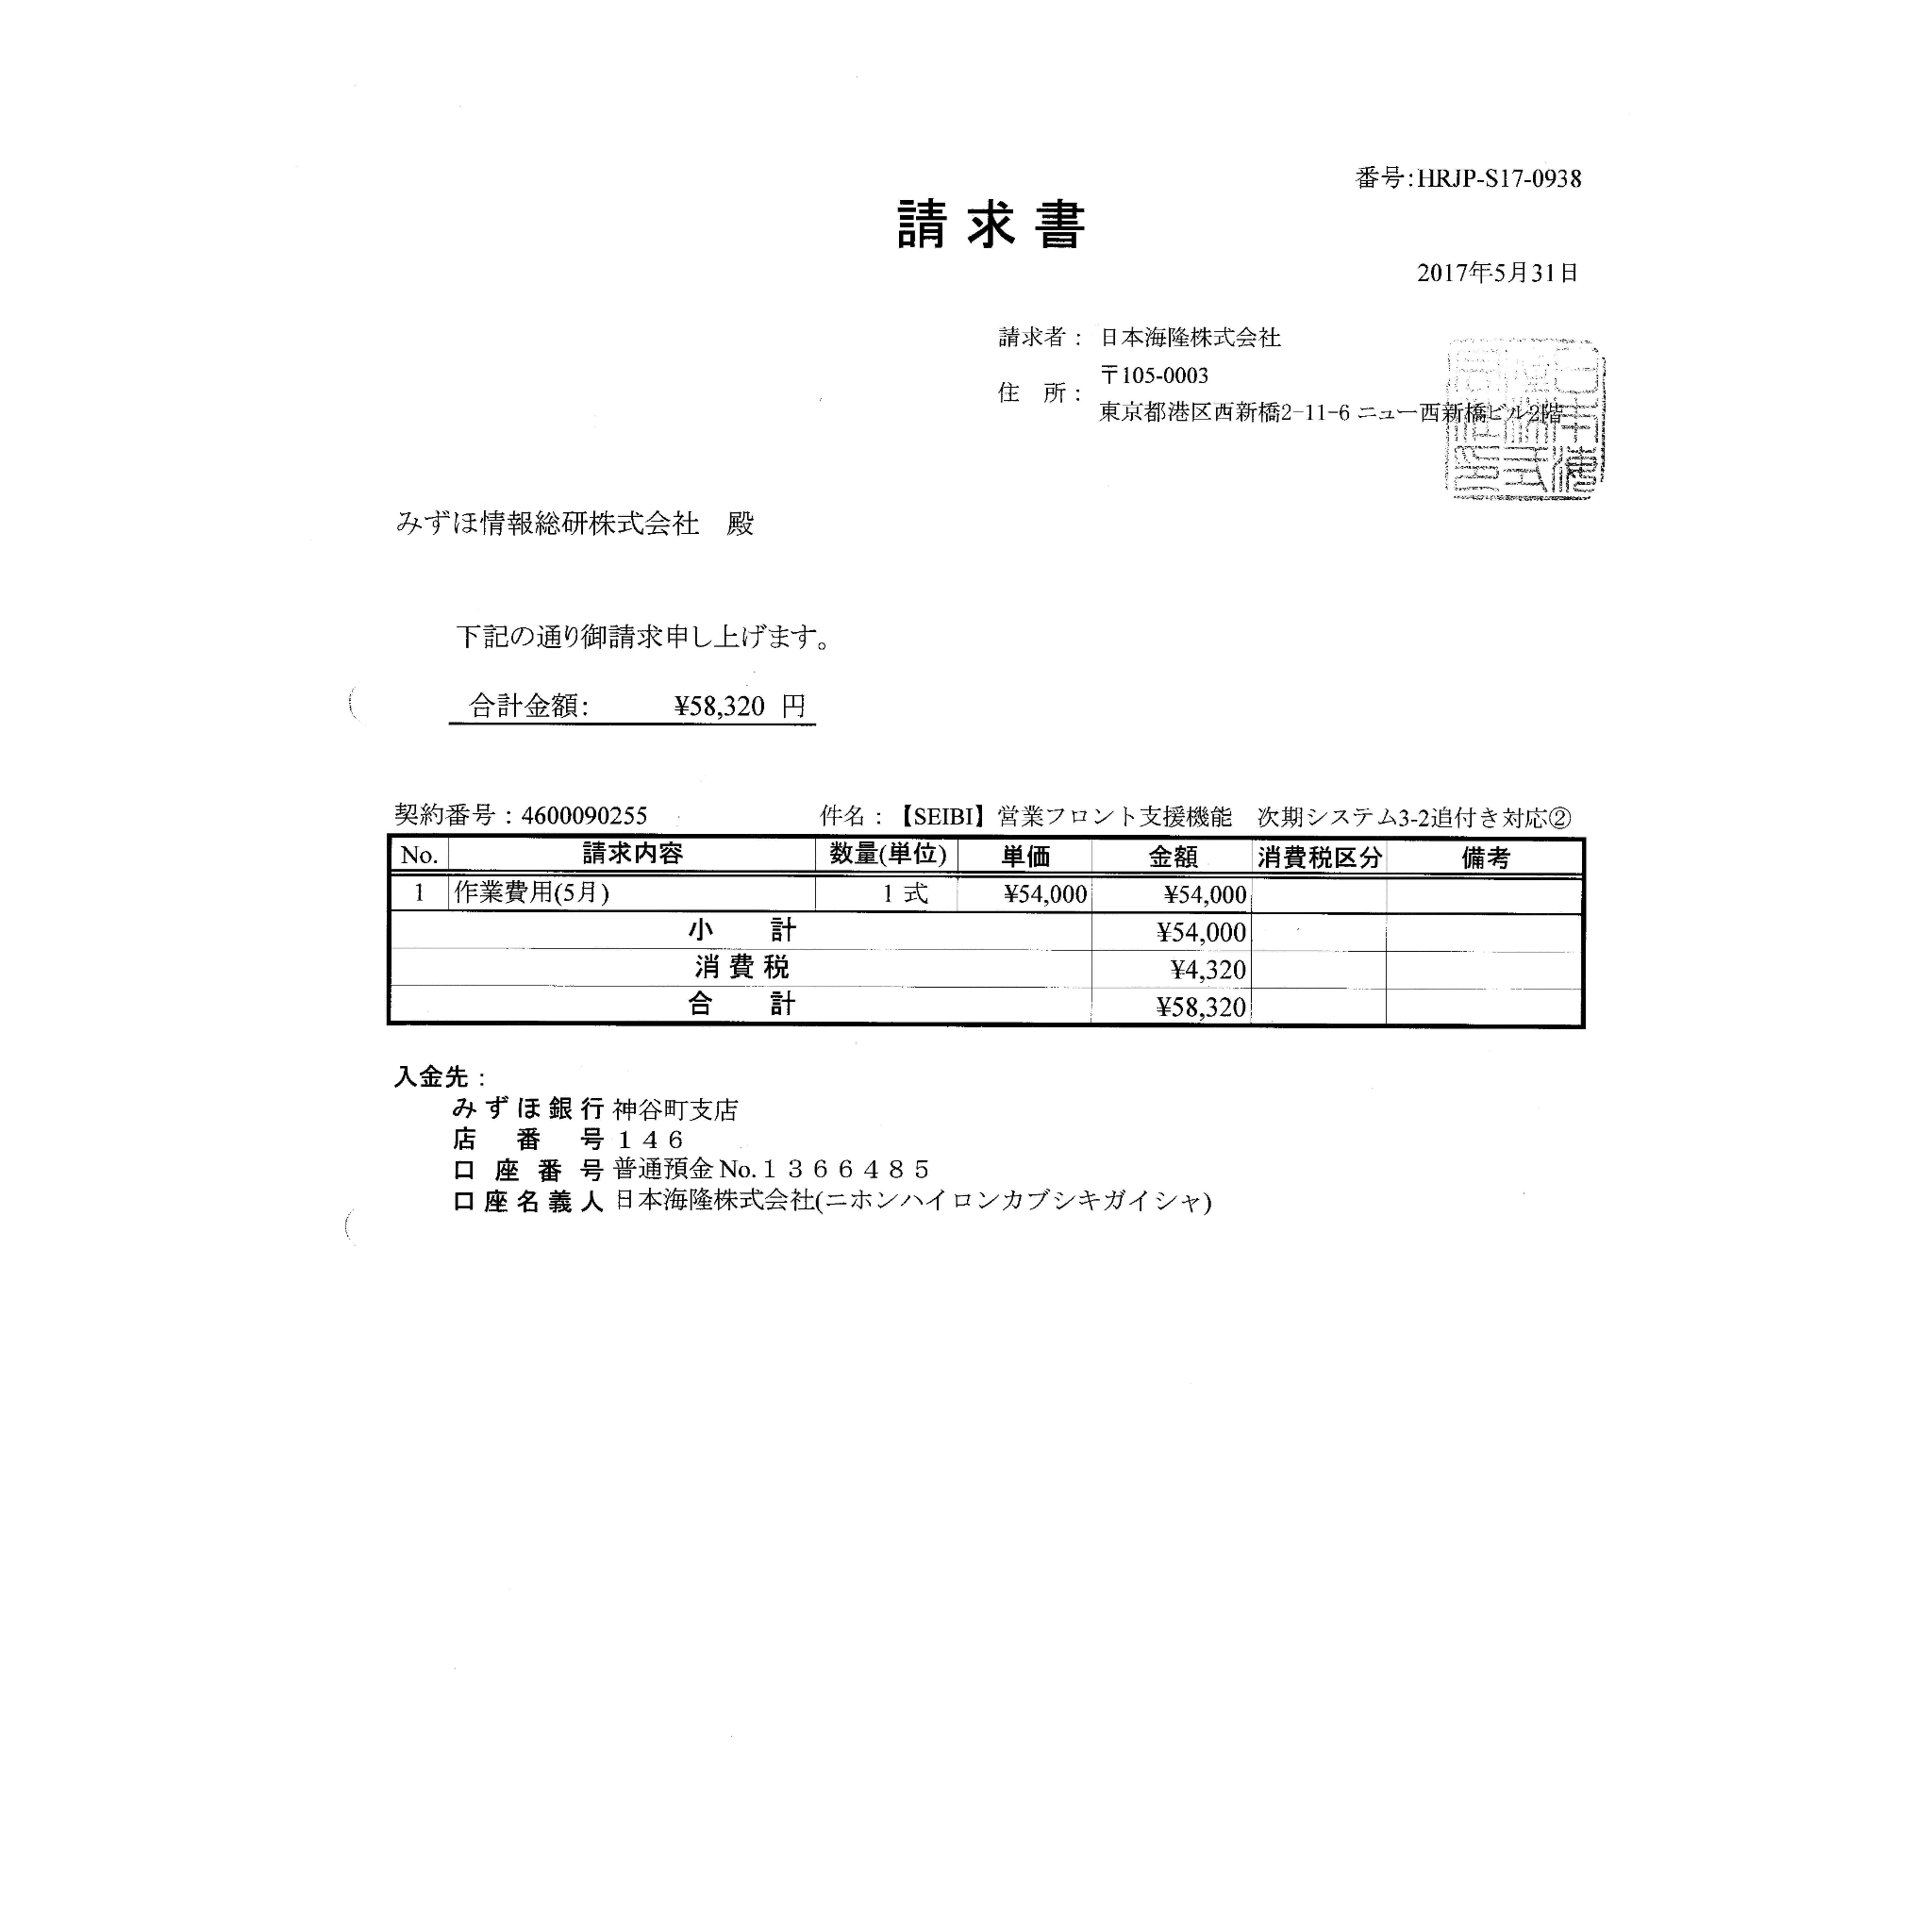 番号:HRJP-S17-0938
請求書
2017年5月31日
請求者： 日本海隆株式会社
住　所： 〒105-0003
東京都港区西新橋2-11-6 ニュー西新橋ビル2階
みずほ情報総研株式会社　殿
下記の通り御請求申し上げます。
合計金額: ¥58,320 円
契約番号：4600090255 件名：【SEIBI】営業フロント支援機能　次期システム3-2追付き対応②
No. 請求内容 数量(単位) 単価 金額 消費税区分 備考
1 作業費用(5月) 1 式 ¥54,000 ¥54,000
小　計 ¥54,000
消費税 ¥4,320
合　計 ¥58,320
入金先：
みずほ銀行 神谷町支店
店番号 １４６
口座番号 普通預金No.１３６６４８５
口座名義人 日本海隆株式会社(ニホンハイロンカブシキガイシャ)